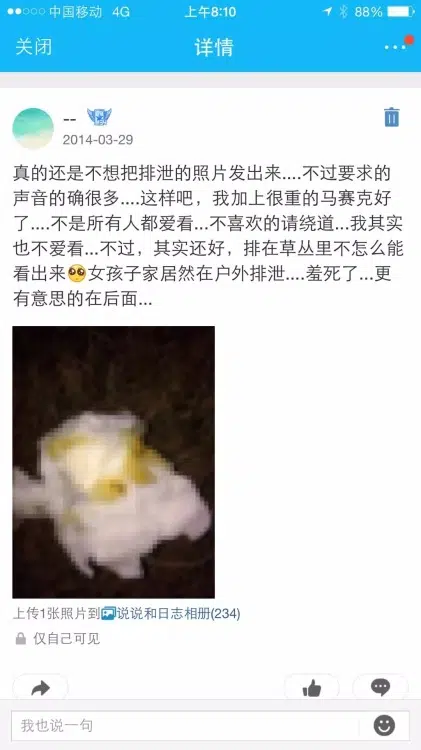 中国移动 4G 上午8:10 88%
关闭 详情
--
2014-03-29
真的还是不想把排泄的照片发出来....不过要求的
声音的确很多....这样吧，我加上很重的马赛克好
了....不是所有人都爱看...不喜欢的请绕道...我其实
也不爱看...不过，其实还好，排在草丛里不怎么能
看出来女孩子家居然在户外排泄....羞死了...更
有意思的在后面...
上传1张照片到说说和日志相册(234)
仅自己可见
我也说一句